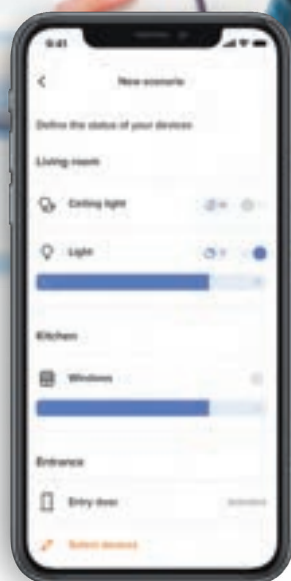 9:41
New scenario
Define the status of your devices
Living room
Ceiling light
Light
Kitchen
Windows
Entrance
Entry door
Select devices